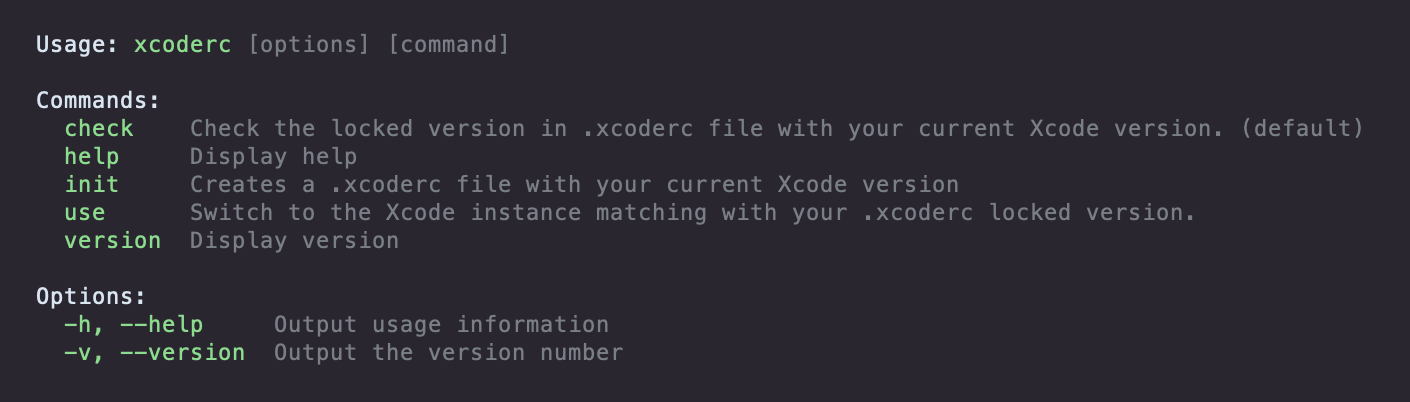 Usage: xcoderc [options] [command]
Commands:
check Check the locked version in .xcoderc file with your current Xcode version. (default)
help Display help
init Creates a .xcoderc file with your current Xcode version
use Switch to the Xcode instance matching with your .xcoderc locked version.
version Display version
Options:
-h, --help Output usage information
-v, --version Output the version number